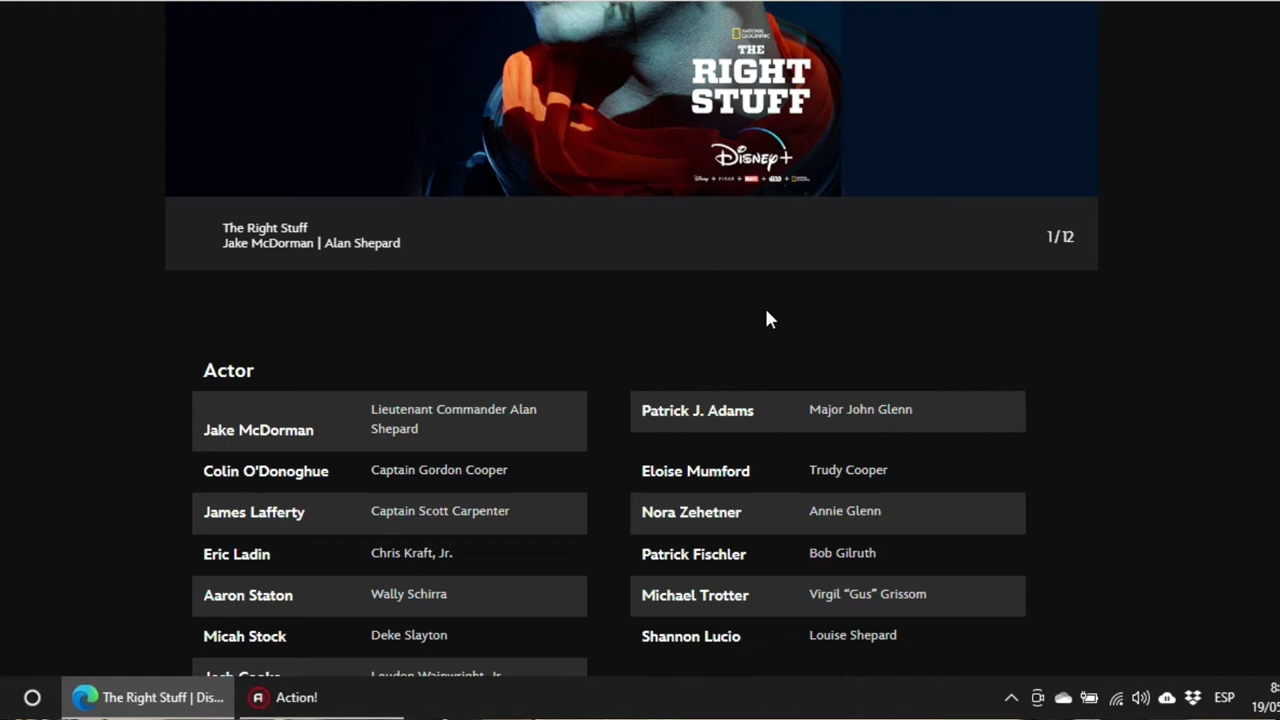 NATIONAL
GEOGRAPHIC
THE
RIGHT
STUFF
Disney+
The Right Stuff
Jake McDorman | Alan Shepard
1/12
Actor
Jake McDorman
Lieutenant Commander Alan
Shepard
Patrick J. Adams
Major John Glenn
Colin O'Donoghue
Captain Gordon Cooper
Eloise Mumford
Trudy Cooper
James Lafferty
Captain Scott Carpenter
Nora Zehetner
Annie Glenn
Eric Ladin
Chris Kraft, Jr.
Patrick Fischler
Bob Gilruth
Aaron Staton
Wally Schirra
Michael Trotter
Virgil “Gus” Grissom
Micah Stock
Deke Slayton
Shannon Lucio
Louise Shepard
The Right Stuff | Dis...
Action!
ESP